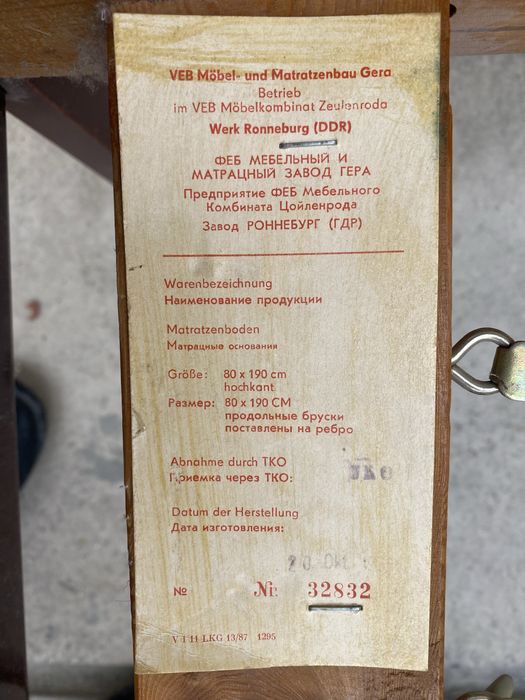 VEB Möbel- und Matratzenbau Gera
Betrieb
im VEB Möbelkombinat Zeulenroda
Werk Ronneburg (DDR)
ФЕБ МЕБЕЛЬНЫЙ И
МАТРАЦНЫЙ ЗАВОД ГЕРА
Предприятие ФЕБ Мебельного
Комбината Цойленрода
Завод РОННЕБУРГ (ГДР)
Warenbezeichnung
Наименование продукции
Matratzenboden
Матрацные основания
Größe: 80 x 190 cm
hochkant
Размер: 80 x 190 СМ
продольные бруски
поставлены на ребро
Abnahme durch TKO
Приемка через ТКО:
Datum der Herstellung
Дата изготовления:
20. Okt.
№ Nr. 32832
V 1 11 LKG 13/87 1295